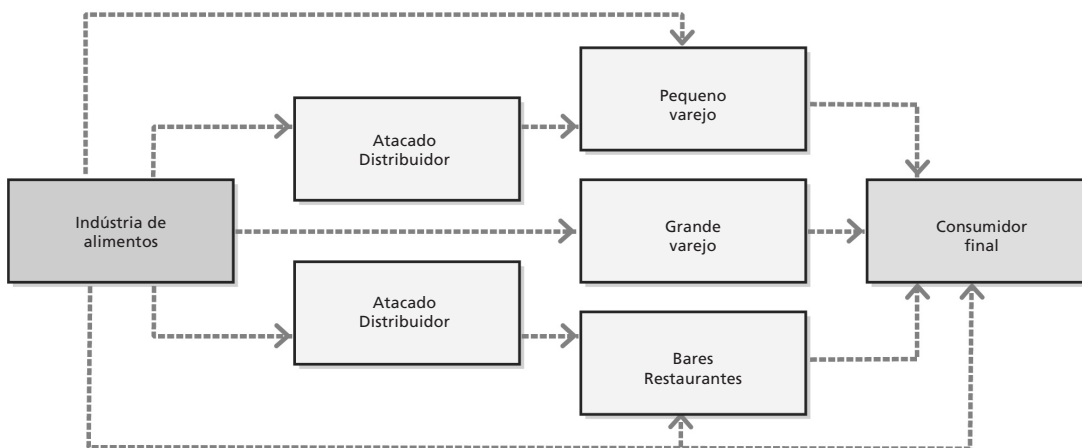 Pequeno
varejo
Atacado
Distribuidor
Indústria de
alimentos
Grande
varejo
Consumidor
final
Atacado
Distribuidor
Bares
Restaurantes